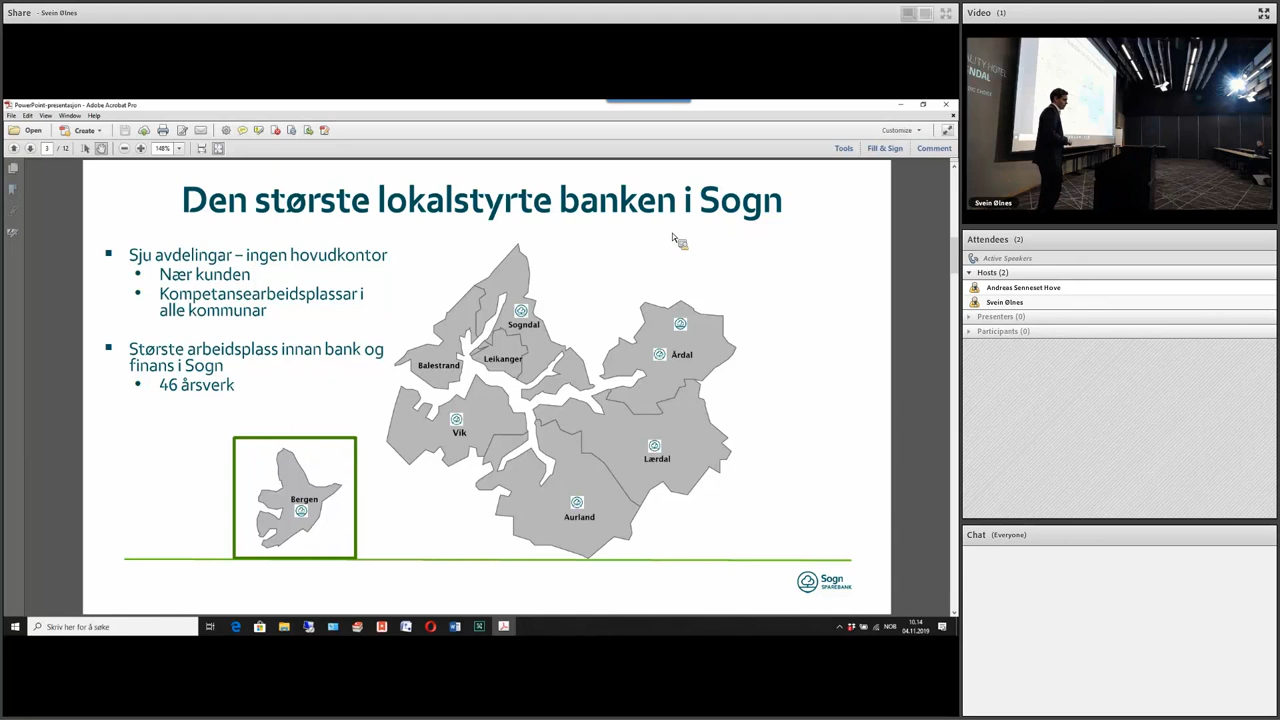 Share - Svein Ølnes
PowerPoint-presentasjon - Adobe Acrobat Pro
File Edit View Window Help
Open Create Customize
3 / 12 148% Tools Fill & Sign Comment
Den største lokalstyrte banken i Sogn
Sju avdelingar – ingen hovudkontor
Nær kunden
Kompetansearbeidsplassar i
alle kommunar
Største arbeidsplass innan bank og
finans i Sogn
46 årsverk
Sogndal
Leikanger
Balestrand
Årdal
Vik
Lærdal
Aurland
Bergen
Sogn
SPAREBANK
Skriv her for å søke
NOB
10.14
04.11.2019
Video (1)
ALITY HOTEL
NDAL
Svein Ølnes
Attendees (2)
Active Speakers
Hosts (2)
Andreas Senneset Hove
Svein Ølnes
Presenters (0)
Participants (0)
Chat (Everyone)